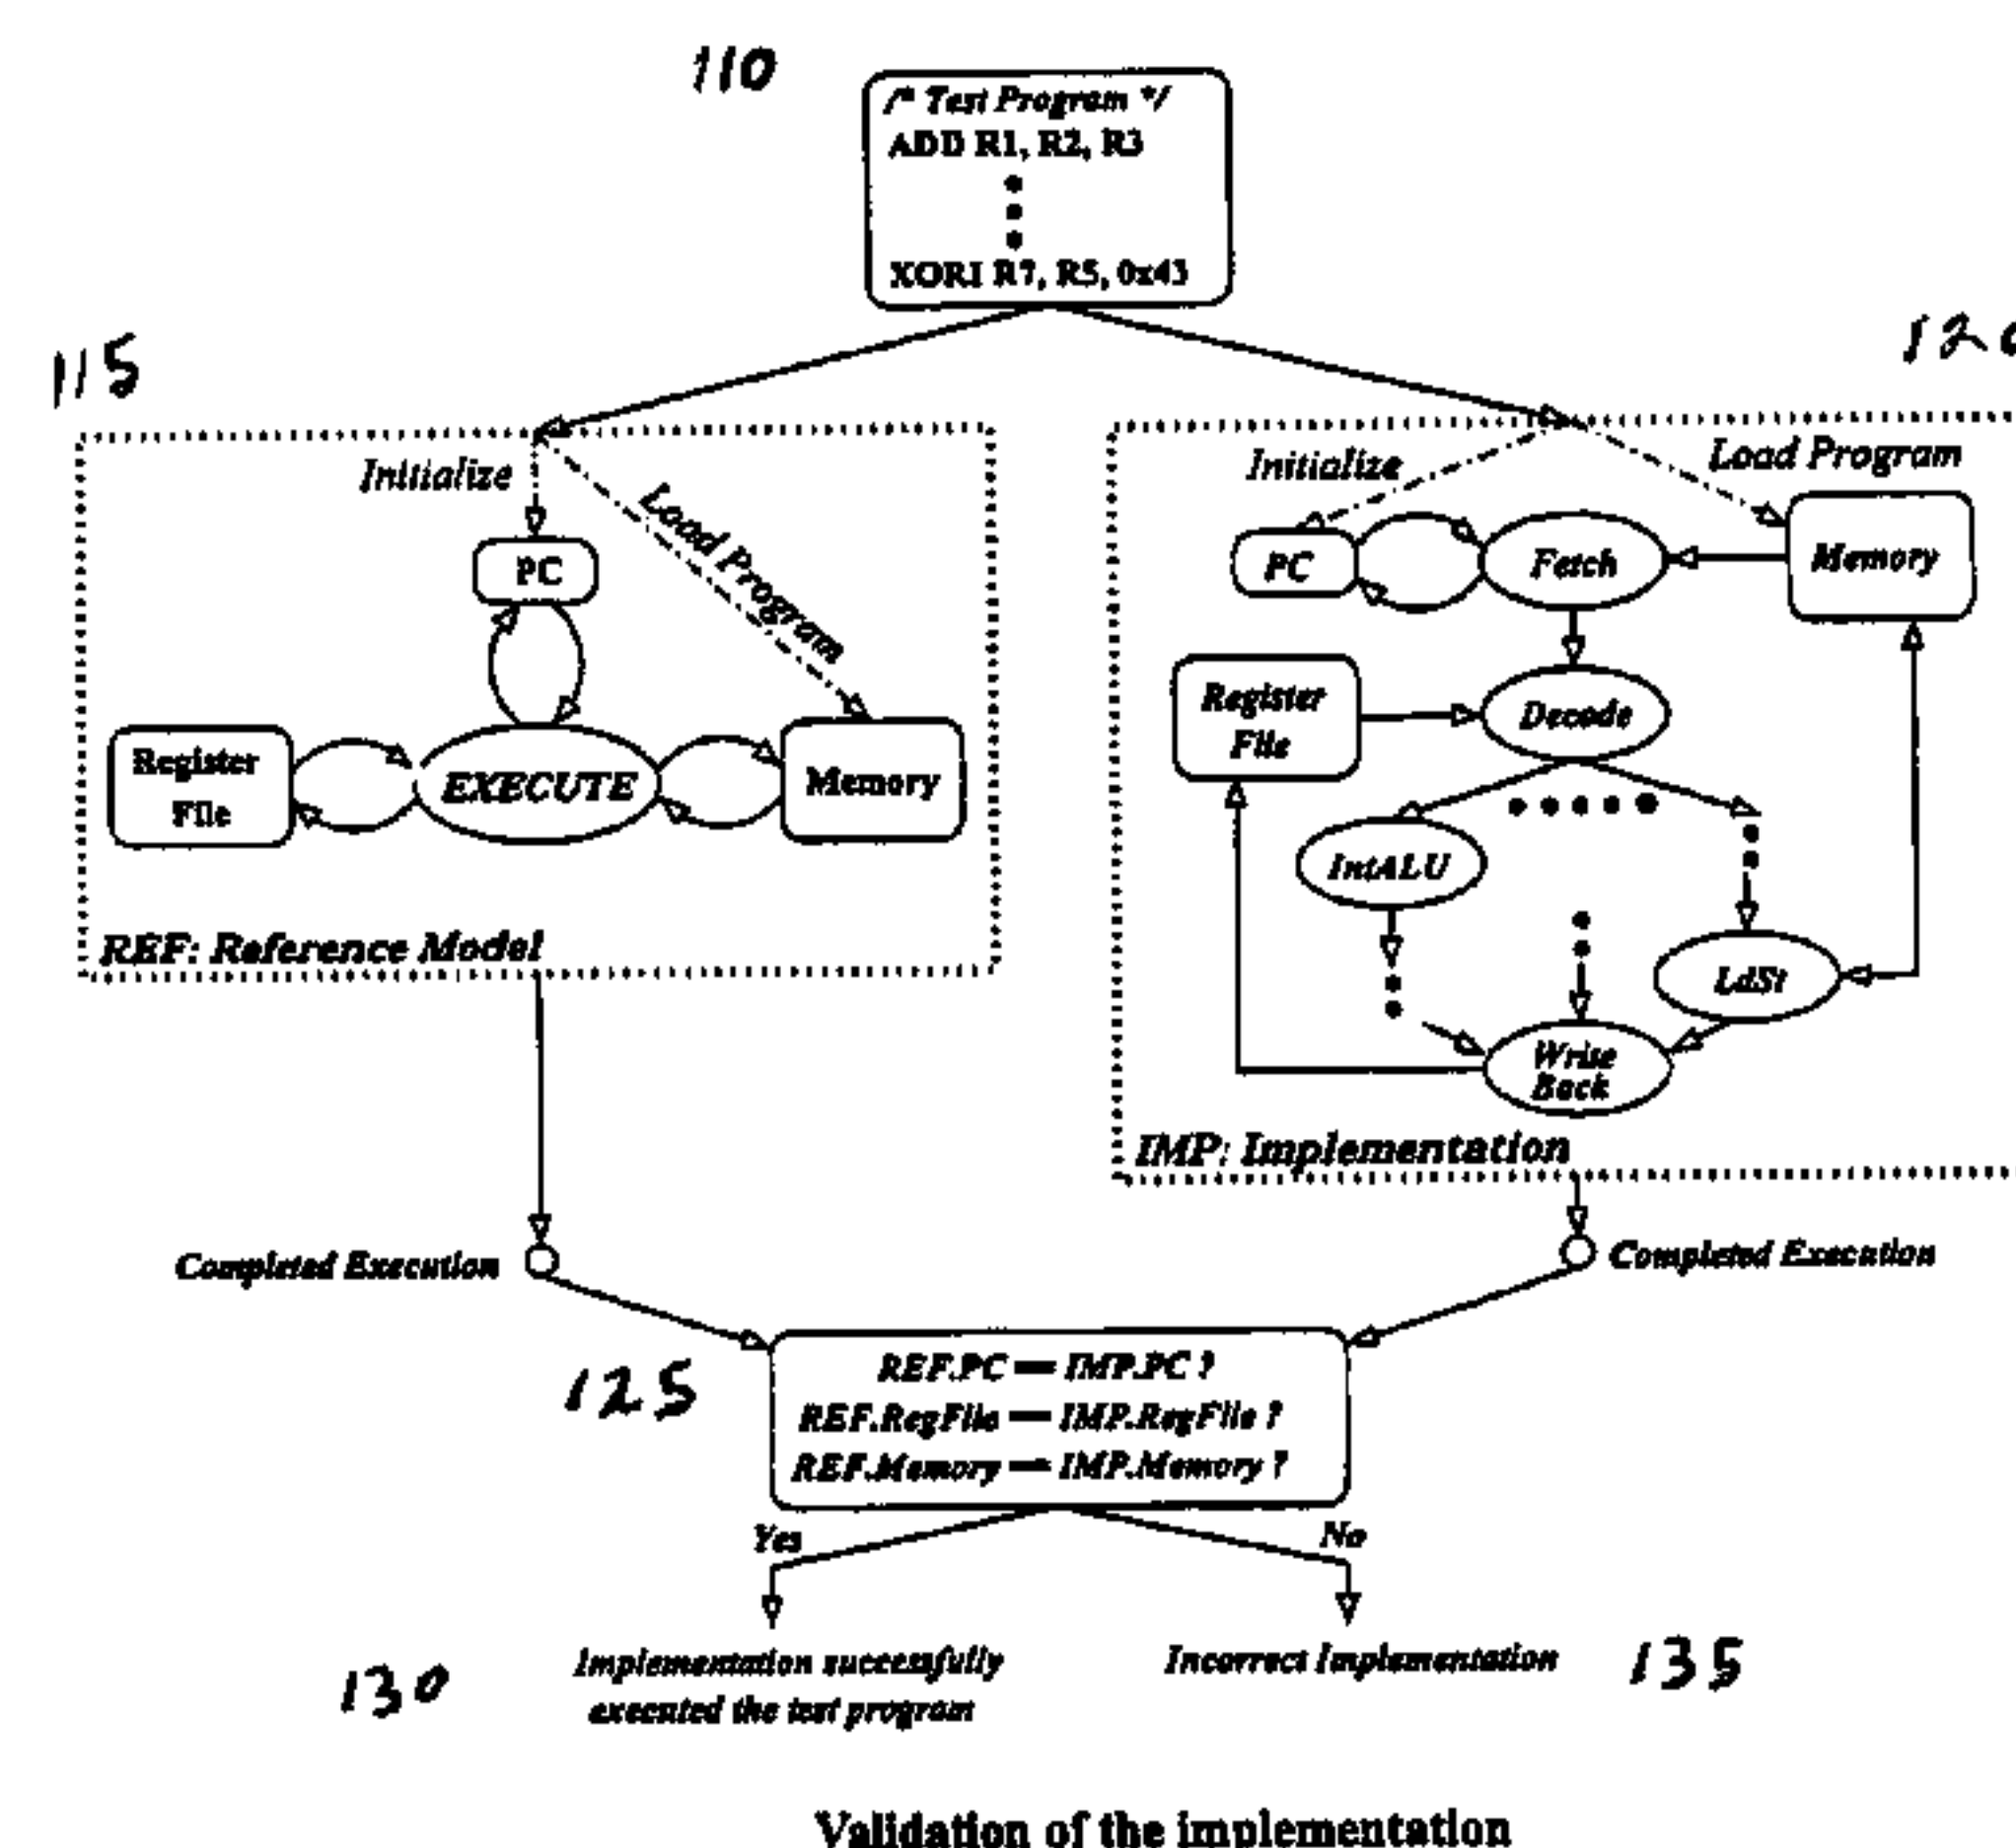 110
/* Test Program */
ADD R1, R2, R3
XORI R7, R5, 0x43
115
120
Initialize
Load Program
PC
Register
File
EXECUTE
Memory
REF: Reference Model
Initialize
Load Program
PC
Fetch
Memory
Register
File
Decode
IntALU
LdSt
Write
Back
IMP: Implementation
Completed Execution
Completed Execution
125
REF.PC == IMP.PC ?
REF.RegFile == IMP.RegFile ?
REF.Memory == IMP.Memory ?
Yes
No
130
Implementation successfully
executed the test program
Incorrect Implementation
135
Validation of the implementation